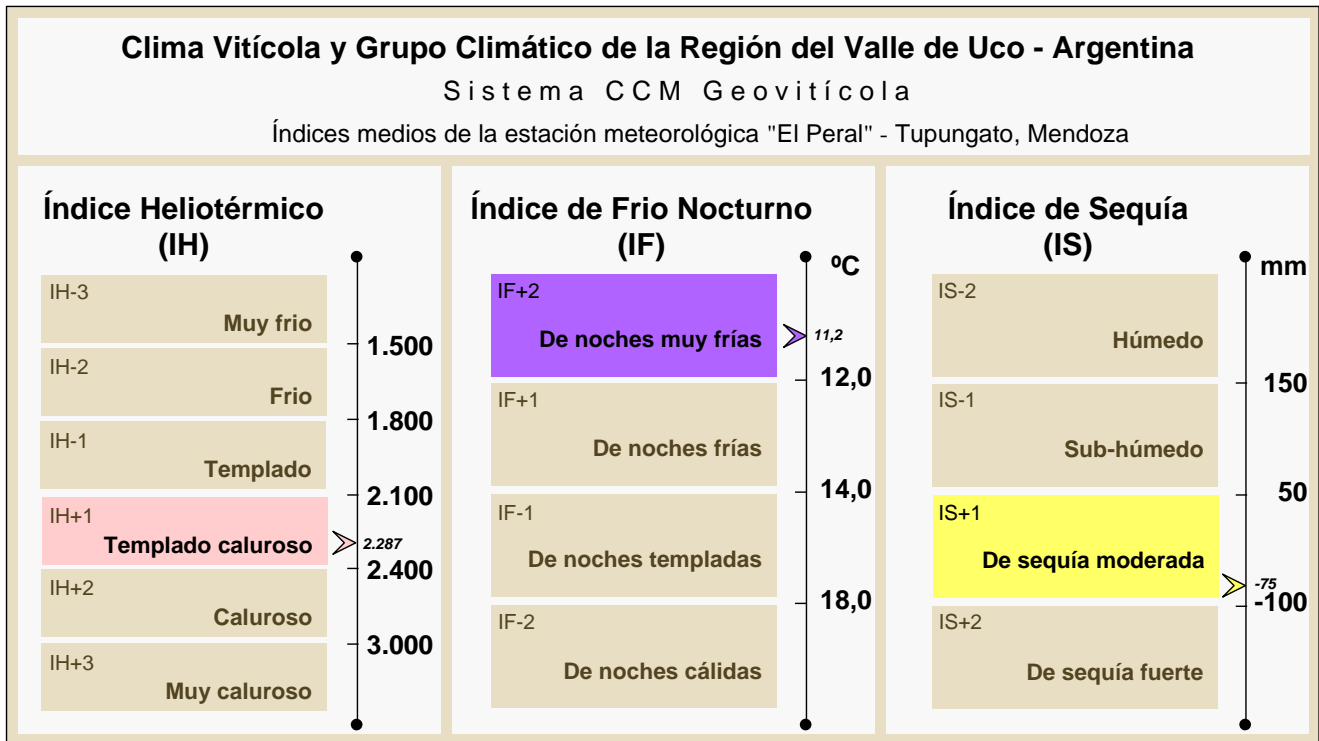 Clima Vitícola y Grupo Climático de la Región del Valle de Uco - Argentina
Sistema CCM Geovitícola
Índices medios de la estación meteorológica "El Peral" - Tupungato, Mendoza
Índice Heliotérmico
(IH)
IH-3
Muy frio
1.500
IH-2
Frio
1.800
IH-1
Templado
2.100
IH+1
Templado caluroso
2.287
2.400
IH+2
Caluroso
3.000
IH+3
Muy caluroso
Índice de Frio Nocturno
(IF)
ºC
IF+2
De noches muy frías
11,2
12,0
IF+1
De noches frías
14,0
IF-1
De noches templadas
18,0
IF-2
De noches cálidas
Índice de Sequía
(IS)
mm
IS-2
Húmedo
150
IS-1
Sub-húmedo
50
IS+1
De sequía moderada
-75
-100
IS+2
De sequía fuerte